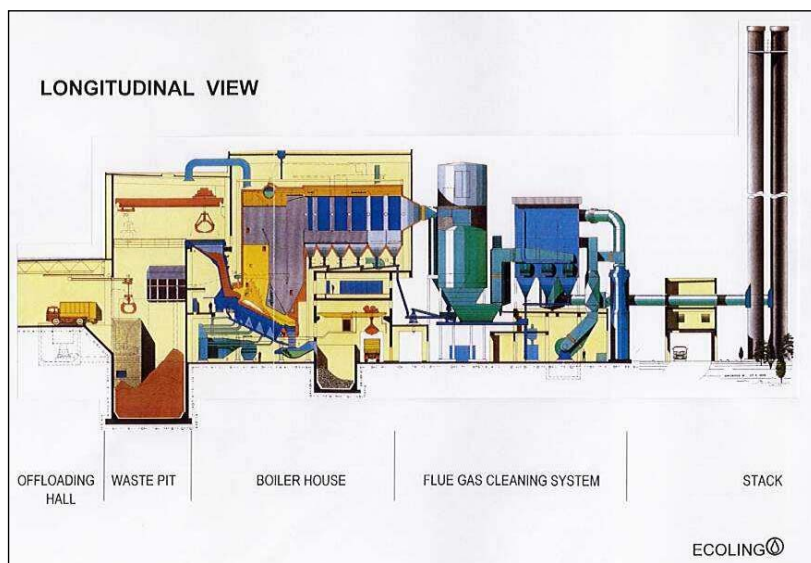 LONGITUDINAL VIEW
OFFLOADING HALL
WASTE PIT
BOILER HOUSE
FLUE GAS CLEANING SYSTEM
STACK
ECOLING